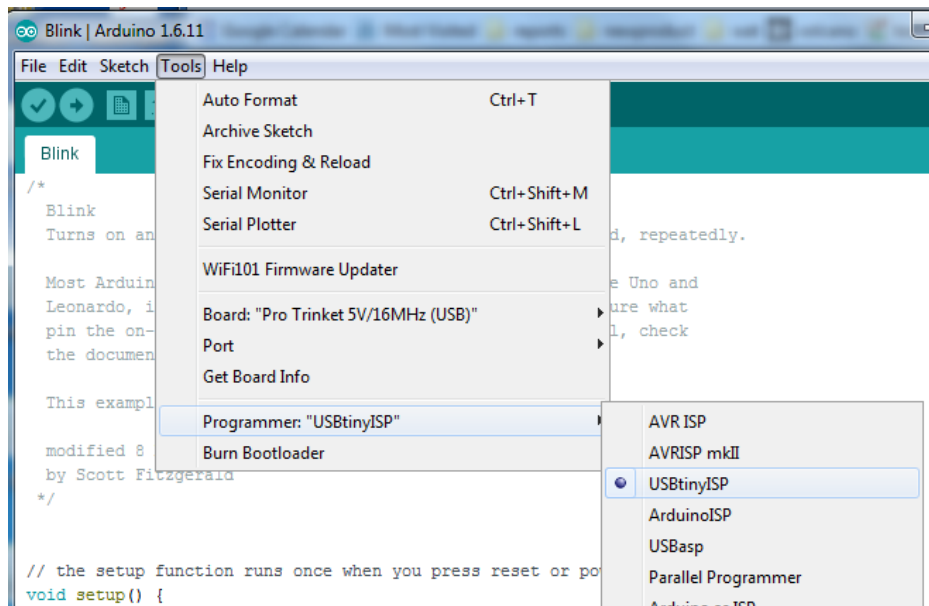 Blink | Arduino 1.6.11
File Edit Sketch Tools Help
Auto Format Ctrl+T
Archive Sketch
Blink
Fix Encoding & Reload
/*
Serial Monitor Ctrl+Shift+M
Blink
Serial Plotter Ctrl+Shift+L
Turns on an d, repeatedly.
WiFi101 Firmware Updater
Most Arduin e Uno and
Board: "Pro Trinket 5V/16MHz (USB)"
Leonardo, i ure what
pin the on- l, check
Port
the documen
Get Board Info
This exampl
Programmer: "USBtinyISP"
AVR ISP
modified 8
Burn Bootloader
AVRISP mkII
by Scott Fitzgerald
USBtinyISP
*/
ArduinoISP
USBasp
// the setup function runs once when you press reset or po
Parallel Programmer
void setup() {
Arduino as ISP